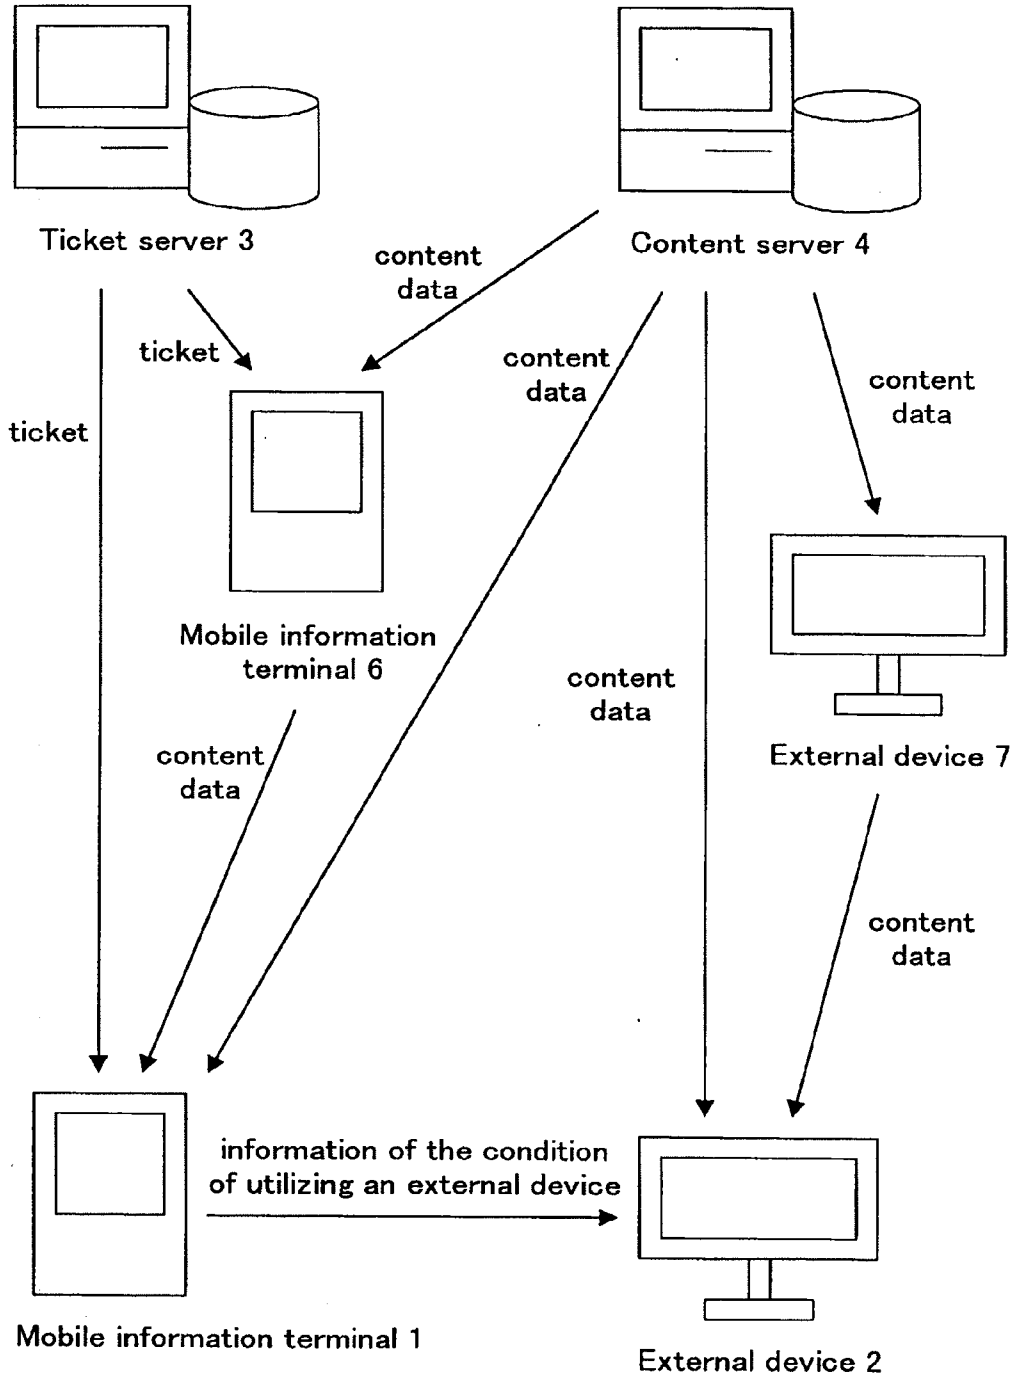 Ticket server 3
Content server 4
content
data
ticket
content
data
content
data
ticket
Mobile information
terminal 6
content
data
content
data
External device 7
content
data
information of the condition
of utilizing an external device
Mobile information terminal 1
External device 2